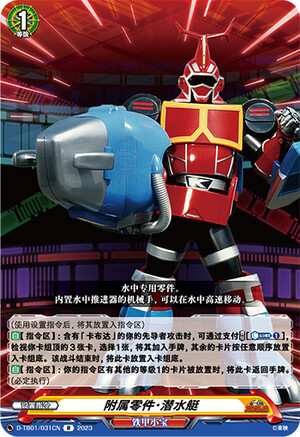 1
等级
水中专用零件。
内置水中推进器的机械手，可以在水中高速移动。
(使用设置指令后，将其放置入指令区)
【指令区】：含有「卡布达」的你的先导者攻击时，可通过支付
检视你卡组顶的3张卡，选择1张，将其加入手牌，其余的卡片按任意顺序放置
入卡组底。该战斗结束时，将此卡放置入卡组底。
【指令区】：你的指令区有其他的等级1的卡片被放置时，将此卡返回手牌。
(必定执行)
设置指令
附属零件·潜水艇
D-TB01/031CN R 2023
铁甲小宝
©東映